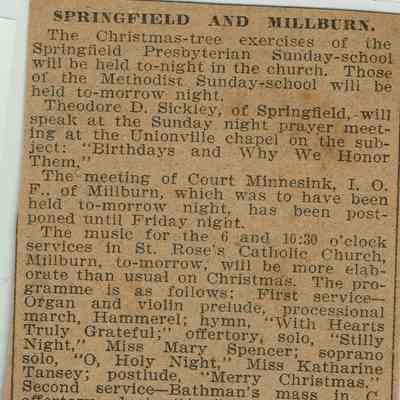 SPRINGFIELD AND MILLBURN.
The Christmas-tree exercises of the
Springfield Presbyterian Sunday-school
will be held to-night in the church. Those
of the Methodist Sunday-school will be
held to-morrow night.
Theodore D. Sickley, of Springfield, will
speak at the Sunday night prayer meet-
ing at the Unionville chapel on the sub-
ject: "Birthdays and Why We Honor
Them."
The meeting of Court Minnesink, I. O.
F., of Millburn, which was to have been
held to-morrow night, has been post-
poned until Friday night.
The music for the 6 and 10:30 o'clock
services in St. Rose's Catholic Church,
Millburn, to-morrow, will be more elab-
orate than usual on Christmas. The pro-
gramme is as follows: First service—
Organ and violin prelude, processional
march, Hammerel; hymn, "With Hearts
Truly Grateful;" offertory, solo, "Stilly
Night," Miss Mary Spencer; soprano
solo, "O, Holy Night," Miss Katharine
Tansey; postlude, "Merry Christmas."
Second service—Bathman's mass in C